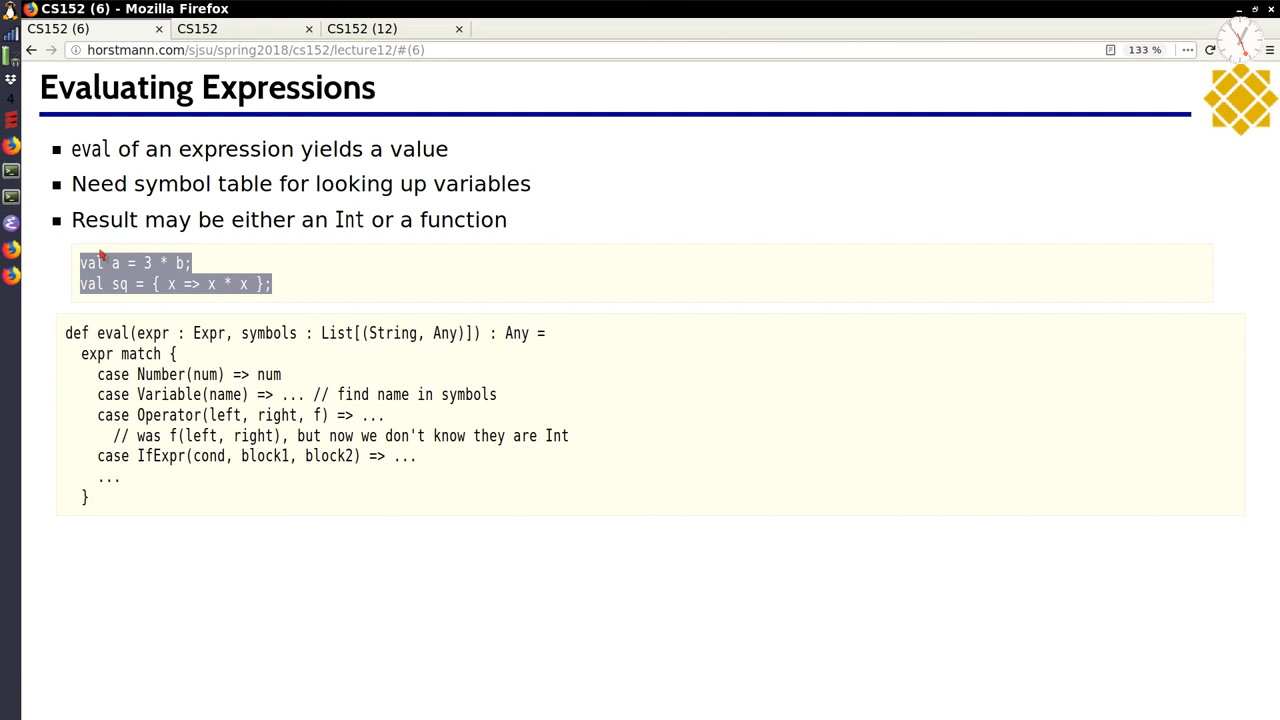 CS152 (6) - Mozilla Firefox
CS152 (6)
CS152
CS152 (12)
horstmann.com/sjsu/spring2018/cs152/lecture12/#(6)
133 %
4
Evaluating Expressions
eval of an expression yields a value
Need symbol table for looking up variables
Result may be either an Int or a function
val a = 3 * b;
val sq = { x => x * x };
def eval(expr : Expr, symbols : List[(String, Any)]) : Any =
expr match {
case Number(num) => num
case Variable(name) => ... // find name in symbols
case Operator(left, right, f) => ...
// was f(left, right), but now we don't know they are Int
case IfExpr(cond, block1, block2) => ...
...
}